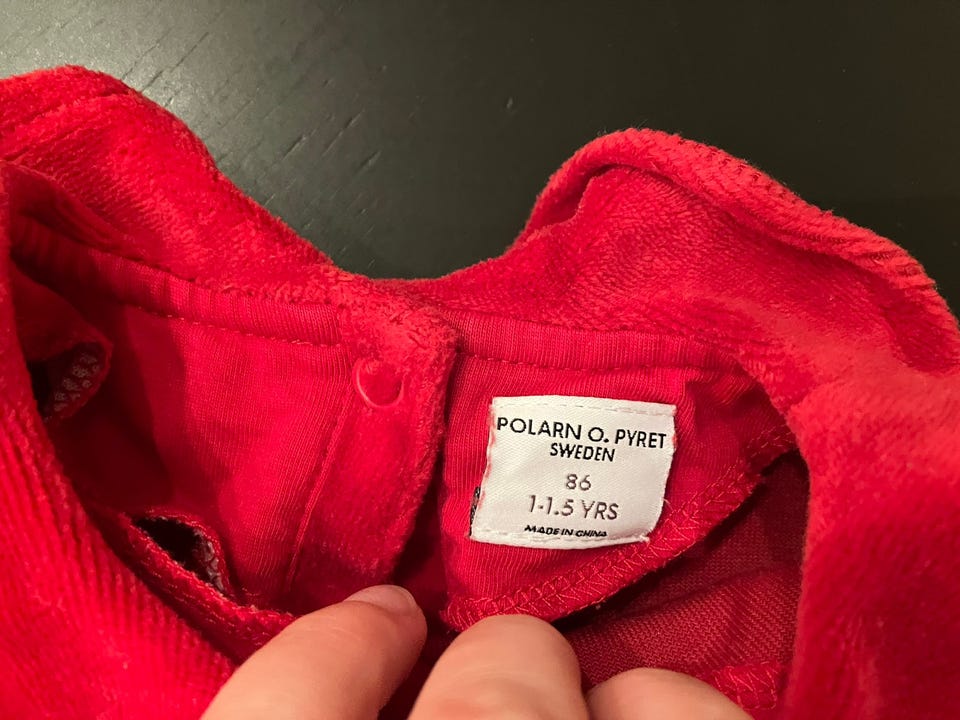 POLARN O. PYRET
SWEDEN
86
1-1.5 YRS
MADE IN CHINA